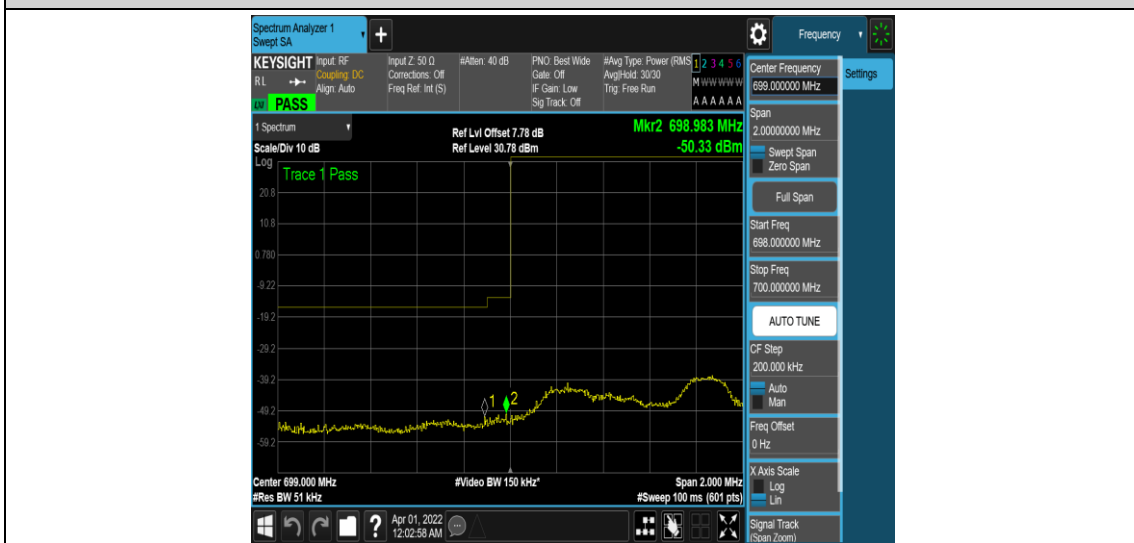 Spectrum Analyzer 1
Swept SA
+
Frequency
KEYSIGHT
RL
LXI PASS
Input: RF
Coupling: DC
Align: Auto
Input Z: 50 Ω
Corrections: Off
Freq Ref: Int (S)
#Atten: 40 dB
PNO: Best Wide
Gate: Off
IF Gain: Low
Sig Track: Off
#Avg Type: Power (RMS
Avg|Hold: 30/30
Trig: Free Run
1 2 3 4 5 6
M W W W W W
A A A A A A
1 Spectrum
Scale/Div 10 dB
Ref Lvl Offset 7.78 dB
Ref Level 30.78 dBm
Mkr2 698.983 MHz
-50.33 dBm
Log
Trace 1 Pass
20.8
10.8
0.780
-9.22
-19.2
-29.2
-39.2
-49.2
-59.2
1
2
Center 699.000 MHz
#Video BW 150 kHz*
Span 2.000 MHz
#Res BW 51 kHz
#Sweep 100 ms (601 pts)
?
Apr 01, 2022
12:02:58 AM
Center Frequency
699.000000 MHz
Settings
Span
2.00000000 MHz
Swept Span
Zero Span
Full Span
Start Freq
698.000000 MHz
Stop Freq
700.000000 MHz
AUTO TUNE
CF Step
200.000 kHz
Auto
Man
Freq Offset
0 Hz
X Axis Scale
Log
Lin
Signal Track
(Span Zoom)